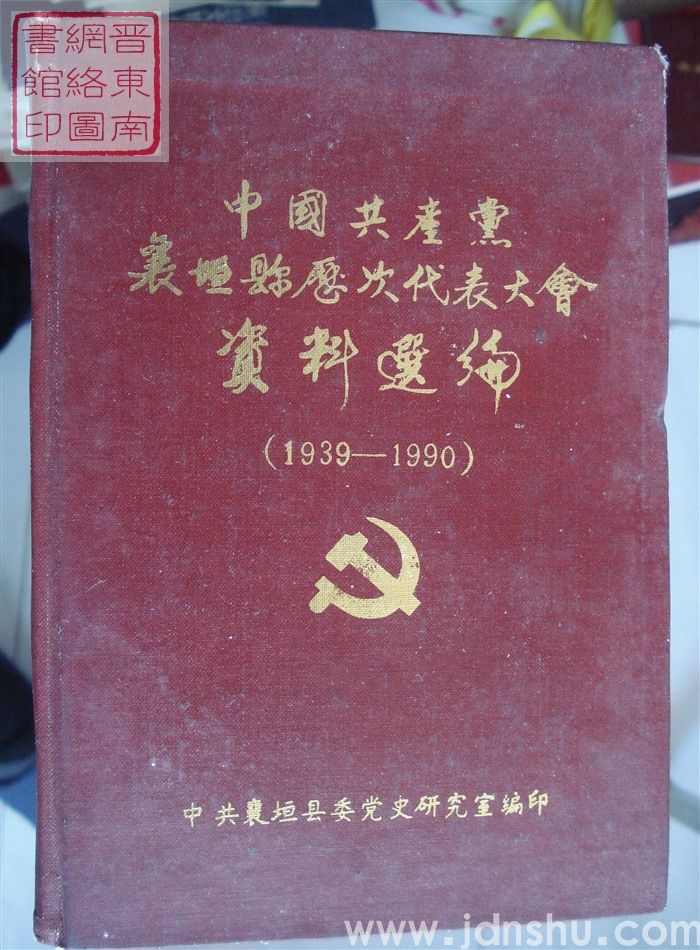 晋東南
網絡圖
書館印
中國共產黨
襄垣縣歷次代表大會
資料選編
(1939—1990)
中共襄垣县委党史研究室編印
www.jdnshu.com